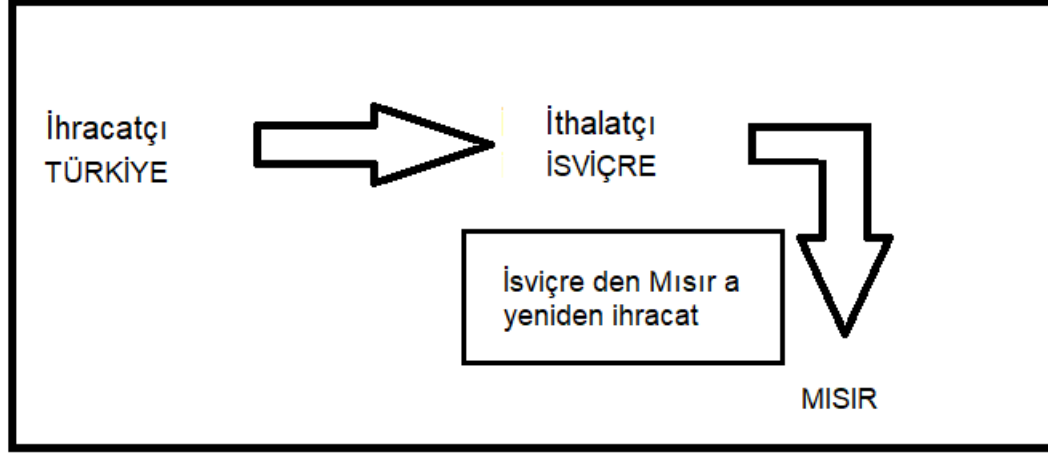 İhracatçı
TÜRKİYE
İthalatçı
İSVİÇRE
İsviçre den Mısır a
yeniden ihracat
MISIR